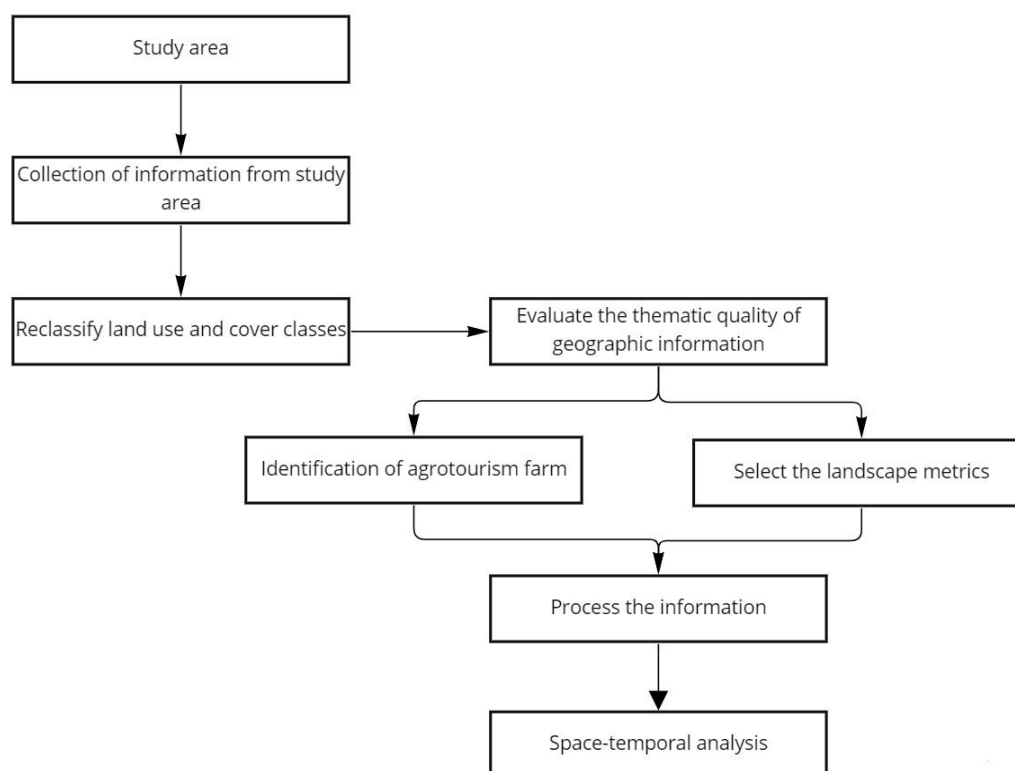 Study area
Collection of information from study
area
Reclassify land use and cover classes
Evaluate the thematic quality of
geographic information
Identification of agrotourism farm
Select the landscape metrics
Process the information
Space-temporal analysis